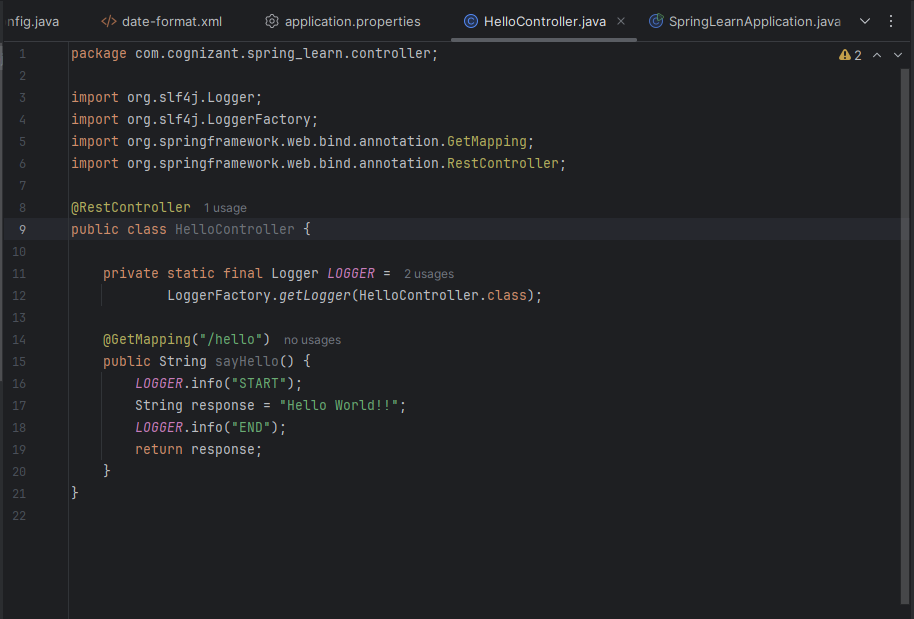 nfig.java </> date-format.xml application.properties HelloController.java × SpringLearnApplication.java
1 package com.cognizant.spring_learn.controller; 2
2
3 import org.slf4j.Logger;
4 import org.slf4j.LoggerFactory;
5 import org.springframework.web.bind.annotation.GetMapping;
6 import org.springframework.web.bind.annotation.RestController;
7
8 @RestController 1 usage
9 public class HelloController {
10
11 private static final Logger LOGGER = 2 usages
12 LoggerFactory.getLogger(HelloController.class);
13
14 @GetMapping("/hello") no usages
15 public String sayHello() {
16 LOGGER.info("START");
17 String response = "Hello World!!";
18 LOGGER.info("END");
19 return response;
20 }
21 }
22